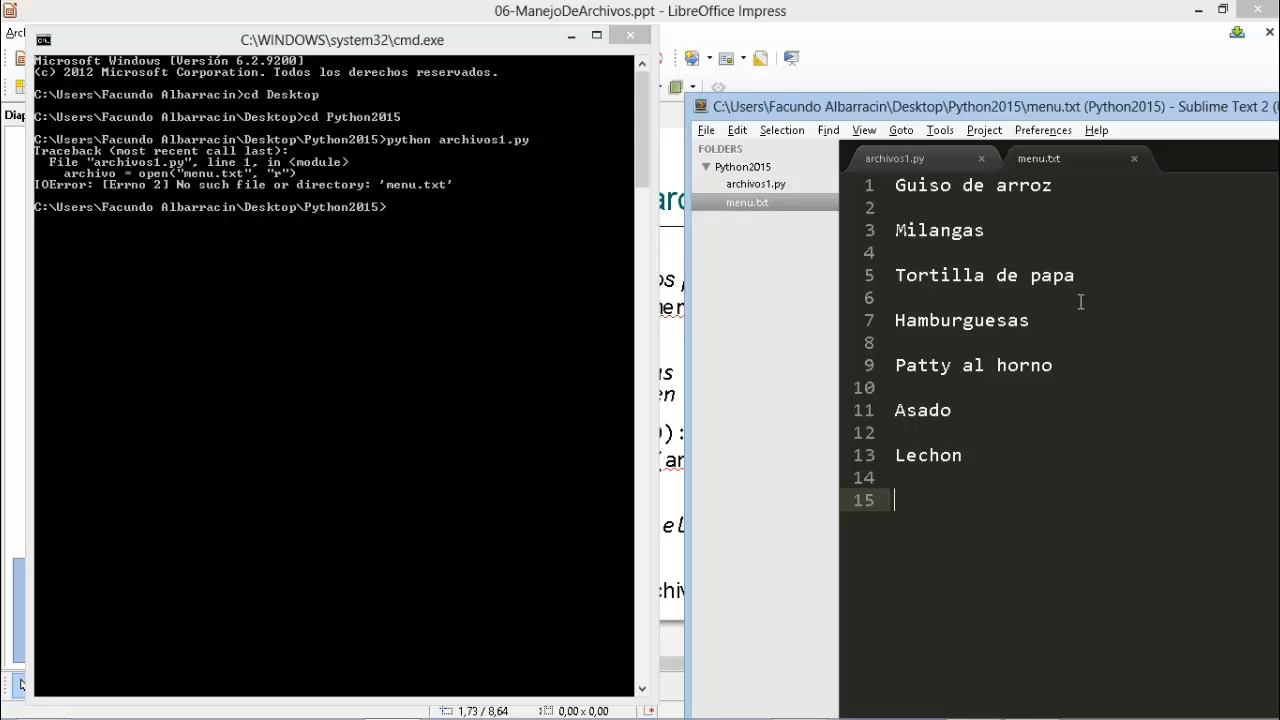 06-ManejoDeArchivos.ppt - LibreOffice Impress
C:\WINDOWS\system32\cmd.exe
Microsoft Windows [Versión 6.2.9200]
(c) 2012 Microsoft Corporation. Todos los derechos reservados.
C:\Users\Facundo Albarracin>cd Desktop
C:\Users\Facundo Albarracin\Desktop>cd Python2015
C:\Users\Facundo Albarracin\Desktop\Python2015>python archivos1.py
Traceback (most recent call last):
File "archivos1.py", line 1, in <module>
archivo = open("menu.txt", "r")
IOError: [Errno 2] No such file or directory: 'menu.txt'
C:\Users\Facundo Albarracin\Desktop\Python2015>
1,73 / 8,64
0,00 x 0,00
C:\Users\Facundo Albarracin\Desktop\Python2015\menu.txt (Python2015) - Sublime Text 2
File Edit Selection Find View Goto Tools Project Preferences Help
FOLDERS
Python2015
archivos1.py
menu.txt
archivos1.py
menu.txt
1 Guiso de arroz
2
3 Milangas
4
5 Tortilla de papa
6
7 Hamburguesas
8
9 Patty al horno
10
11 Asado
12
13 Lechon
14
15